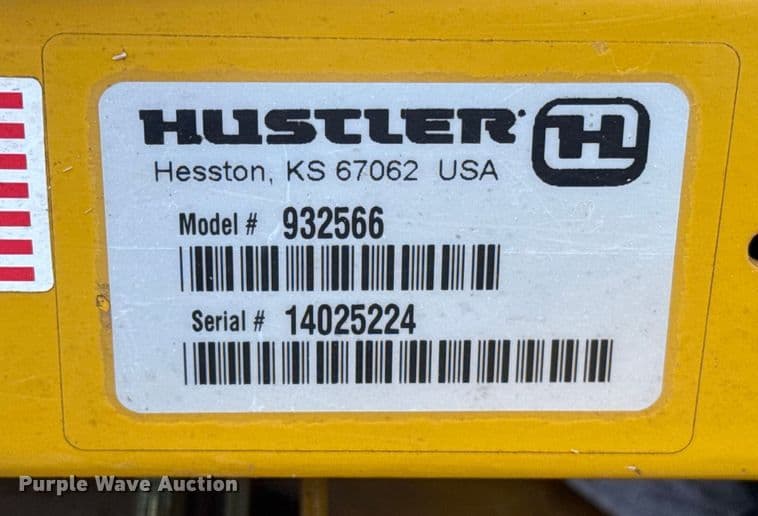 HUSTLER H
Hesston, KS 67062 USA
Model # 932566
Serial # 14025224
Purple Wave Auction